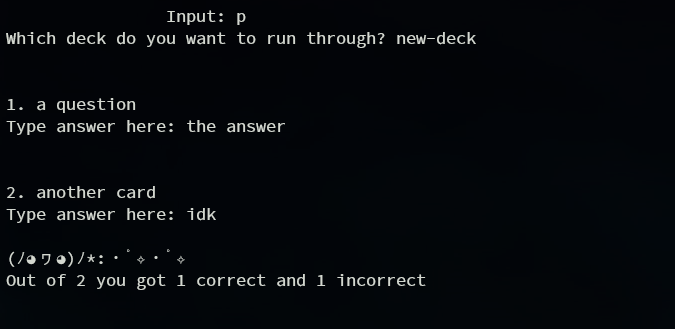 Input: p
Which deck do you want to run through? new-deck
1. a question
Type answer here: the answer
2. another card
Type answer here: idk
(ﾉ◕ヮ◕)ﾉ*:・ﾟ✧・ﾟ✧
Out of 2 you got 1 correct and 1 incorrect